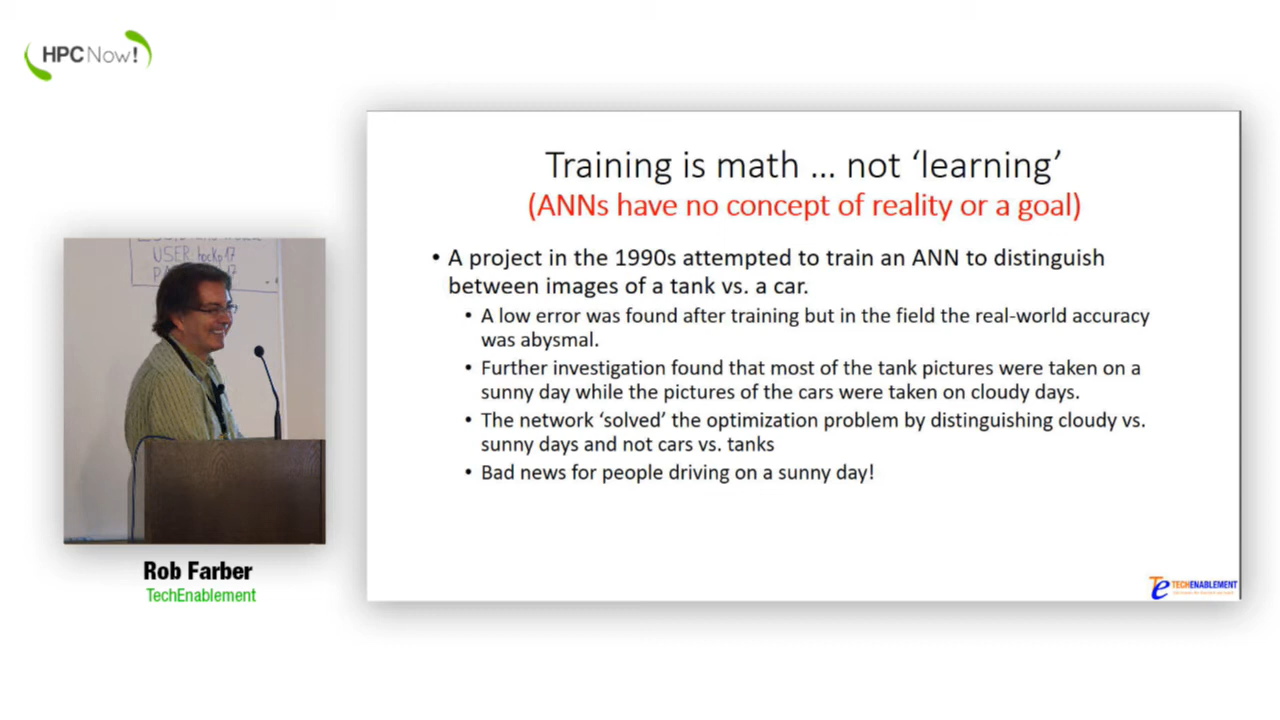 HPCNow!
Training is math ... not ‘learning’
(ANNs have no concept of reality or a goal)
• A project in the 1990s attempted to train an ANN to distinguish
between images of a tank vs. a car.
• A low error was found after training but in the field the real-world accuracy
was abysmal.
• Further investigation found that most of the tank pictures were taken on a
sunny day while the pictures of the cars were taken on cloudy days.
• The network ‘solved’ the optimization problem by distinguishing cloudy vs.
sunny days and not cars vs. tanks
• Bad news for people driving on a sunny day!
USER
Rob Farber
TechEnablement
Te TECHENABLEMENT